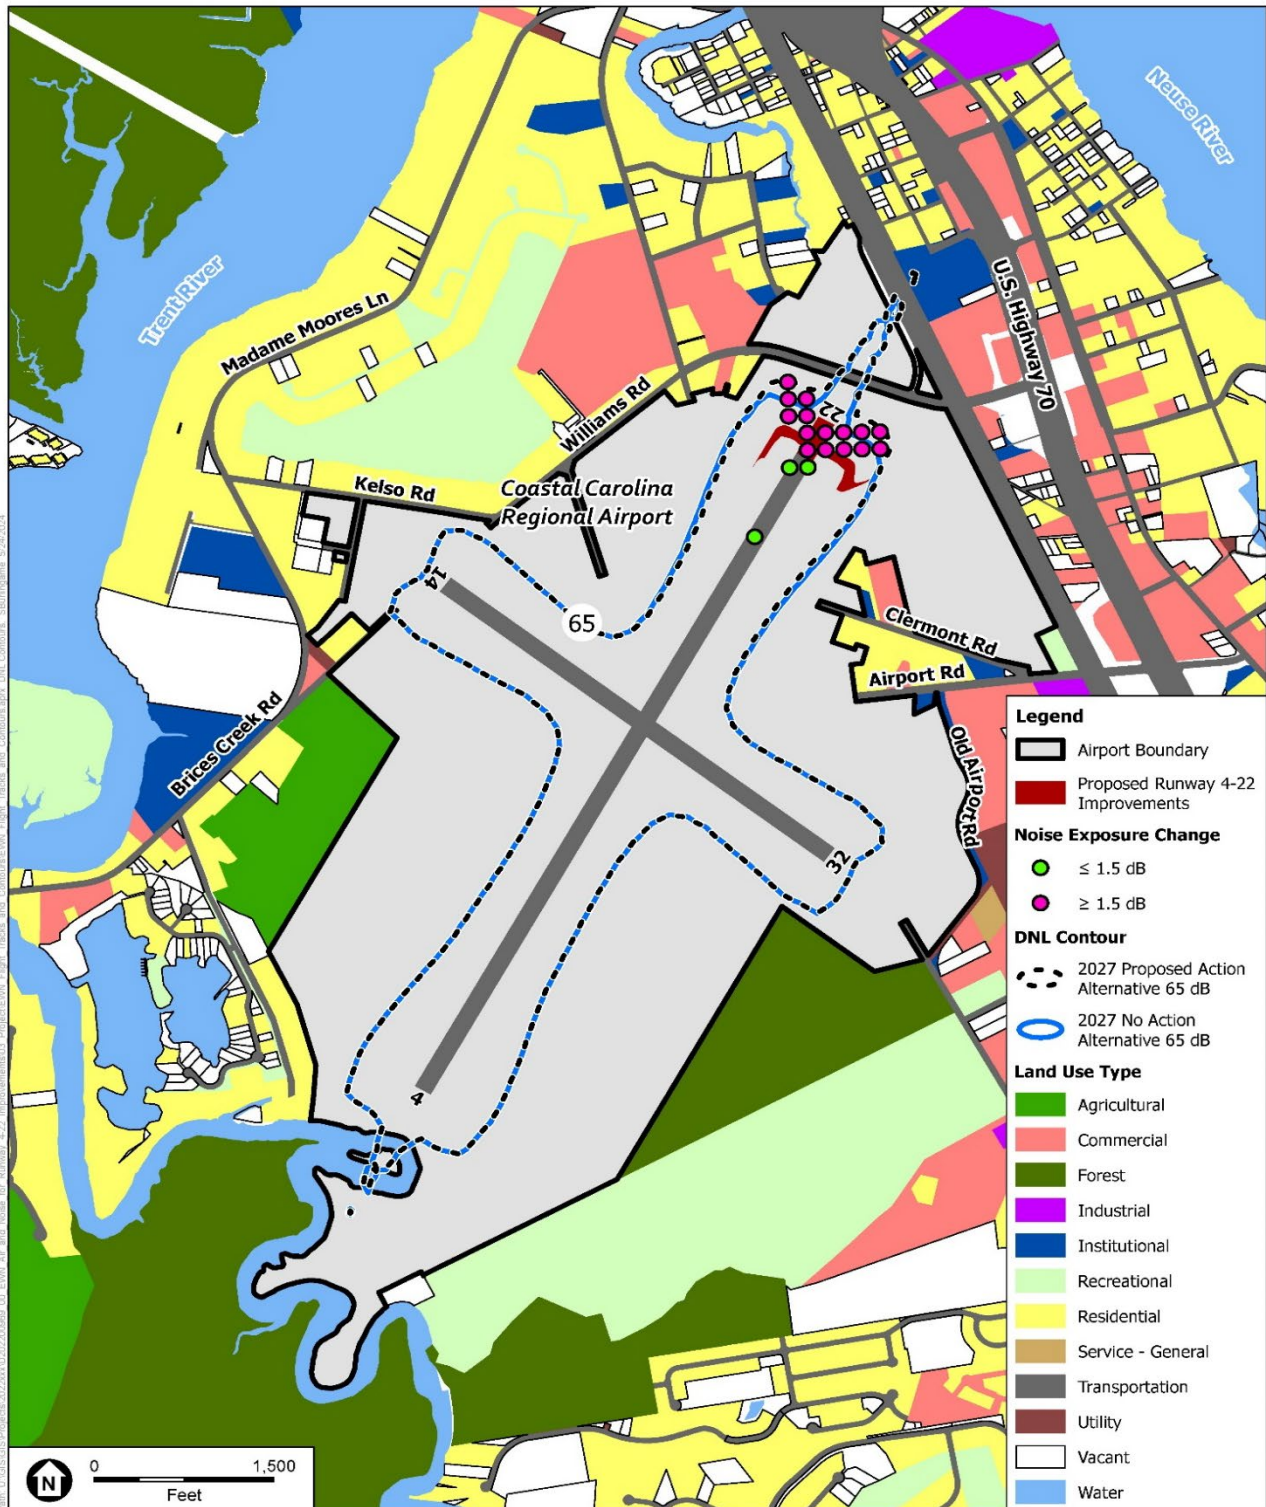 Neuse River
Trent River
Madame Moores Ln
U.S. Highway 70
Williams Rd
22
Kelso Rd
Coastal Carolina
Regional Airport
14
65
Clermont Rd
Airport Rd
Brices Creek Rd
Old Airport Rd
32
4
Legend
Airport Boundary
Proposed Runway 4-22
Improvements
Noise Exposure Change
≤ 1.5 dB
≥ 1.5 dB
DNL Contour
2027 Proposed Action
Alternative 65 dB
2027 No Action
Alternative 65 dB
Land Use Type
Agricultural
Commercial
Forest
Industrial
Institutional
Recreational
Residential
Service - General
Transportation
Utility
Vacant
Water
N
0 1,500
Feet